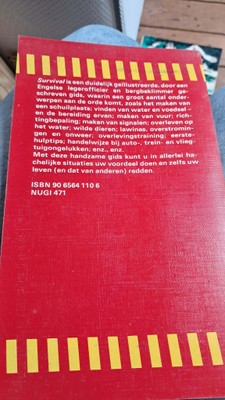 Survival is een duidelijk geïllustreerde, door een
Engelse legerofficier en bergbeklimmer ge-
schreven gids, waarin een groot aantal onder-
werpen aan de orde komt, zoals het maken van
een schuilplaats; vinden van water en voedsel –
en de bereiding ervan; maken van vuur; rich-
tingbepaling; maken van signalen; overleven op
het water; wilde dieren; lawines, overstromin-
gen en onweer; overlevingstraining; eerste-
hulptips; handelwijze bij auto-, trein- en vlieg-
tuigongelukken; enz., enz.
Met deze handzame gids kunt u in allerlei ha-
chelijke situaties uw voordeel doen en zelfs uw
leven (en dat van anderen) redden.
ISBN 90 6564 110 6
NUGI 471